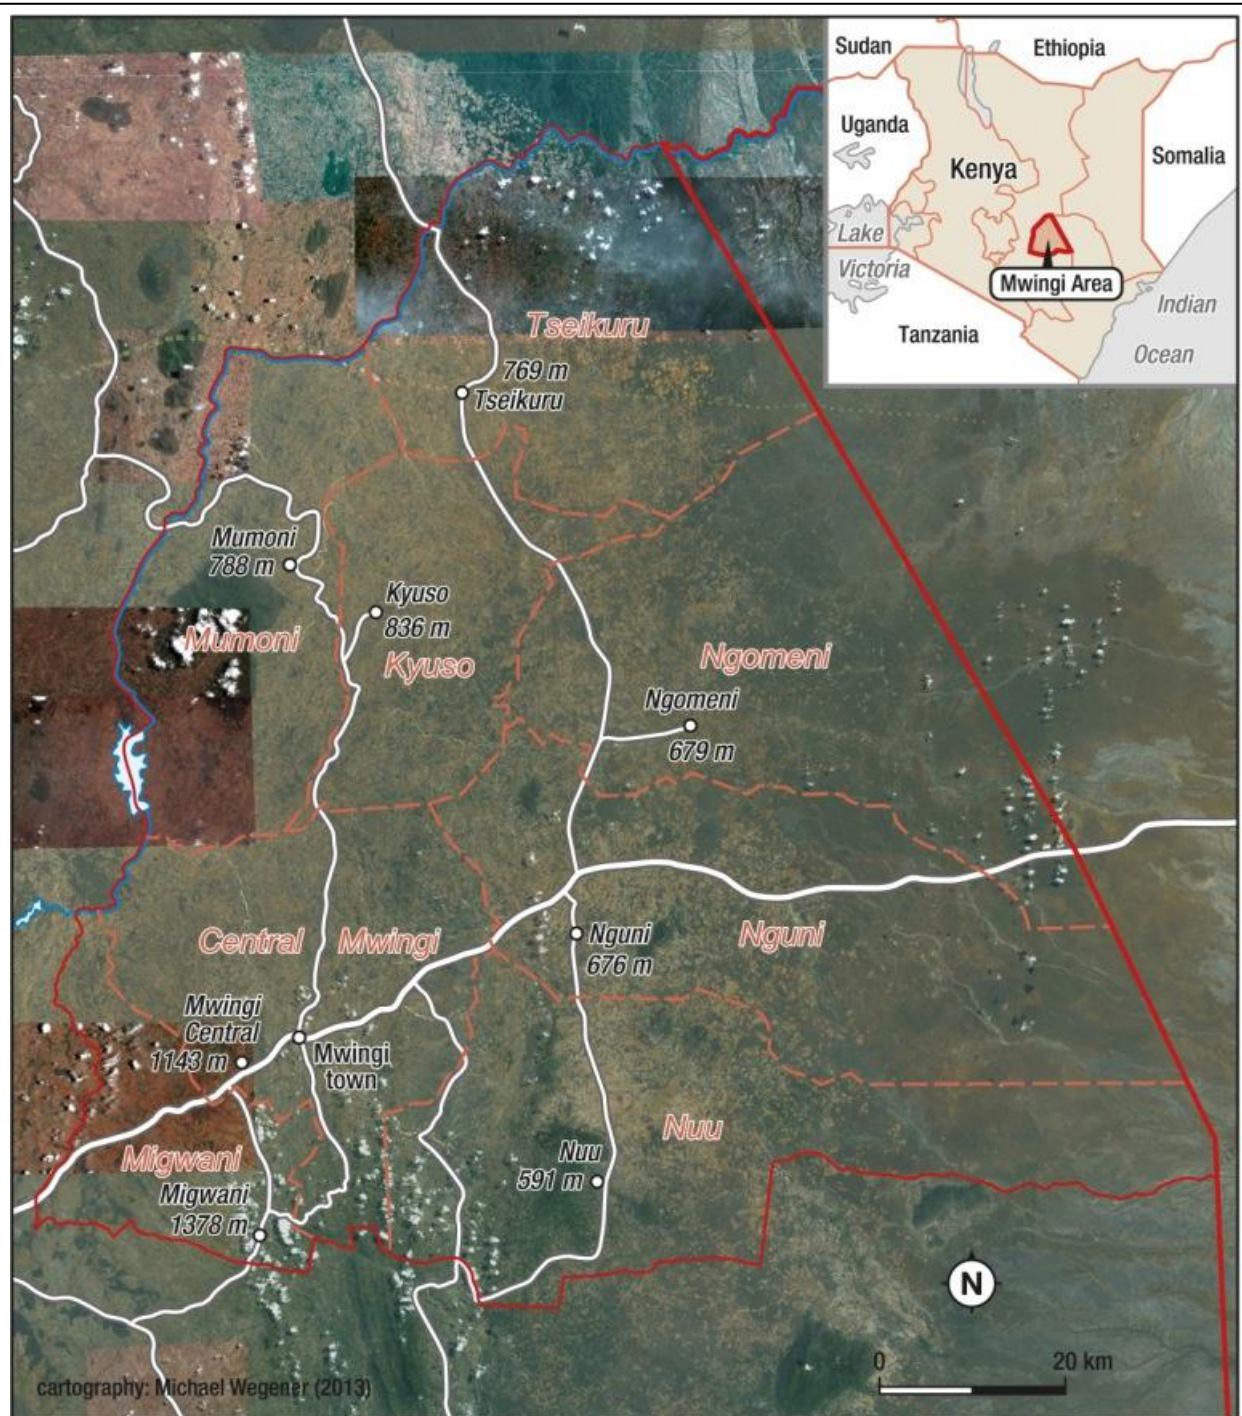 Sudan
Ethiopia
Uganda
Kenya
Somalia
Lake
Victoria
Mwingi Area
Indian
Ocean
Tanzania
Tseikuru
769 m
Tseikuru
Mumoni
788 m
Kyuso
836 m
Mumoni
Kyuso
Ngomeni
Ngomeni
679 m
Central Mwingi
Nguni
676 m
Nguni
Mwingi
Central
1143 m
Mwingi
town
Migwani
Migwani
1378 m
Nuu
Nuu
591 m
N
0 20 km
cartography: Michael Wegener (2013)